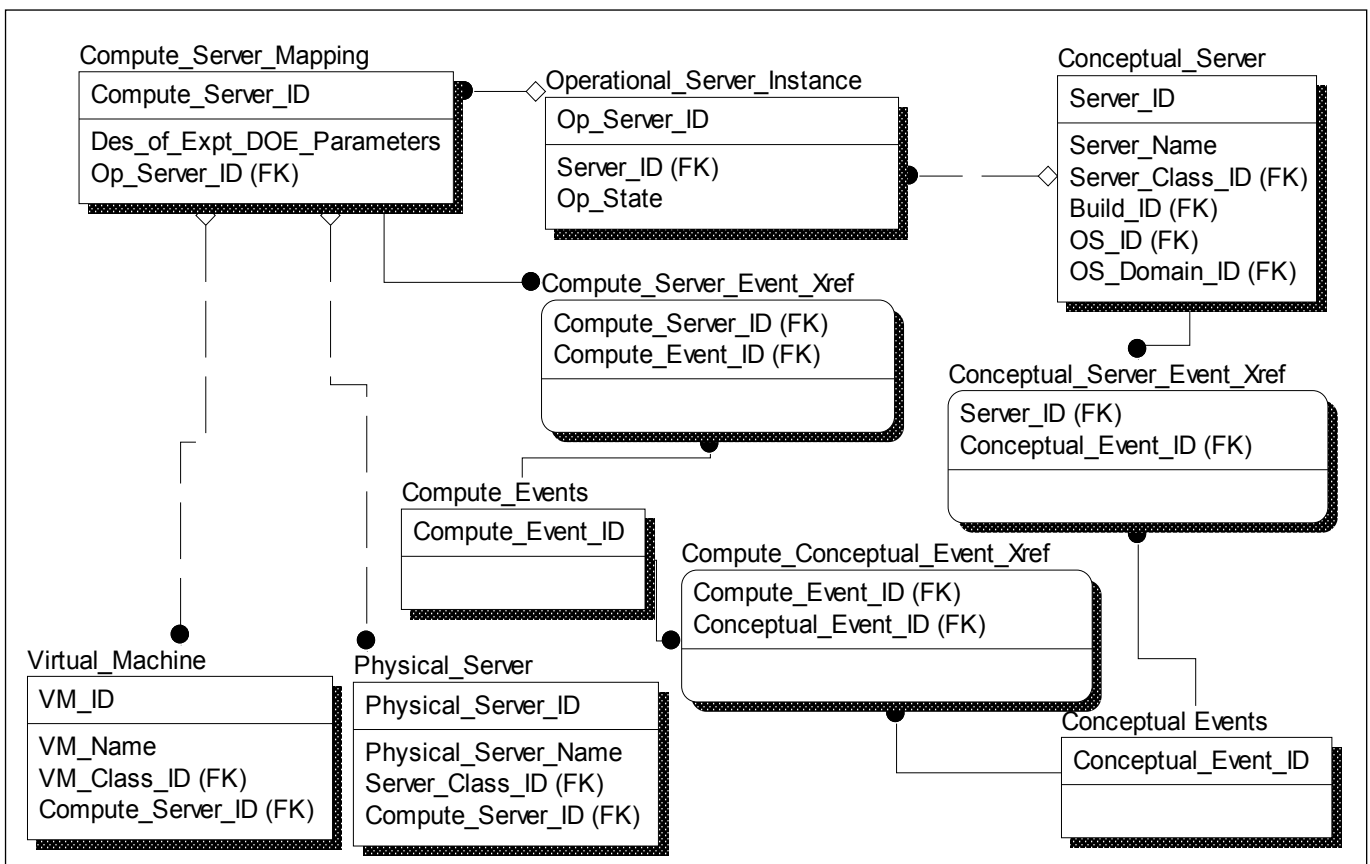 Compute_Server_Mapping
Compute_Server_ID
Des_of_Expt_DOE_Parameters
Op_Server_ID (FK)
Operational_Server_Instance
Op_Server_ID
Server_ID (FK)
Op_State
Conceptual_Server
Server_ID
Server_Name
Server_Class_ID (FK)
Build_ID (FK)
OS_ID (FK)
OS_Domain_ID (FK)
Compute_Server_Event_Xref
Compute_Server_ID (FK)
Compute_Event_ID (FK)
Conceptual_Server_Event_Xref
Server_ID (FK)
Conceptual_Event_ID (FK)
Compute_Events
Compute_Event_ID
Compute_Conceptual_Event_Xref
Compute_Event_ID (FK)
Conceptual_Event_ID (FK)
Virtual_Machine
VM_ID
VM_Name
VM_Class_ID (FK)
Compute_Server_ID (FK)
Physical_Server
Physical_Server_ID
Physical_Server_Name
Server_Class_ID (FK)
Compute_Server_ID (FK)
Conceptual Events
Conceptual_Event_ID